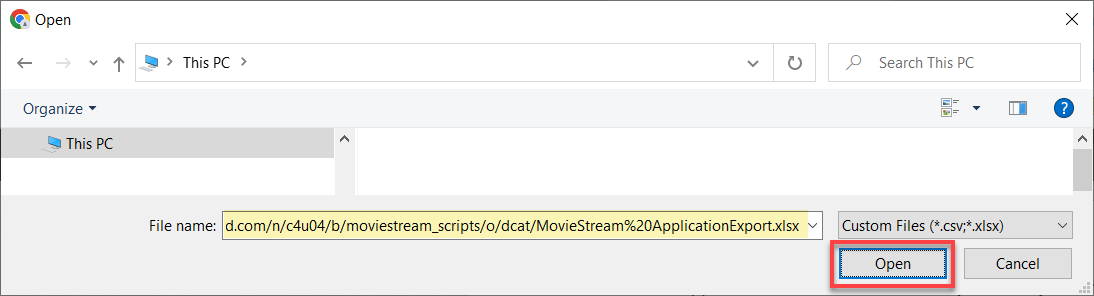 Open
This PC
Search This PC
Organize
?
This PC
File name: d.com/n/c4u04/b/moviestream_scripts/o/dcat/MovieStream%20ApplicationExport.xlsx Custom Files (*.csv;*.xlsx)
Open Cancel